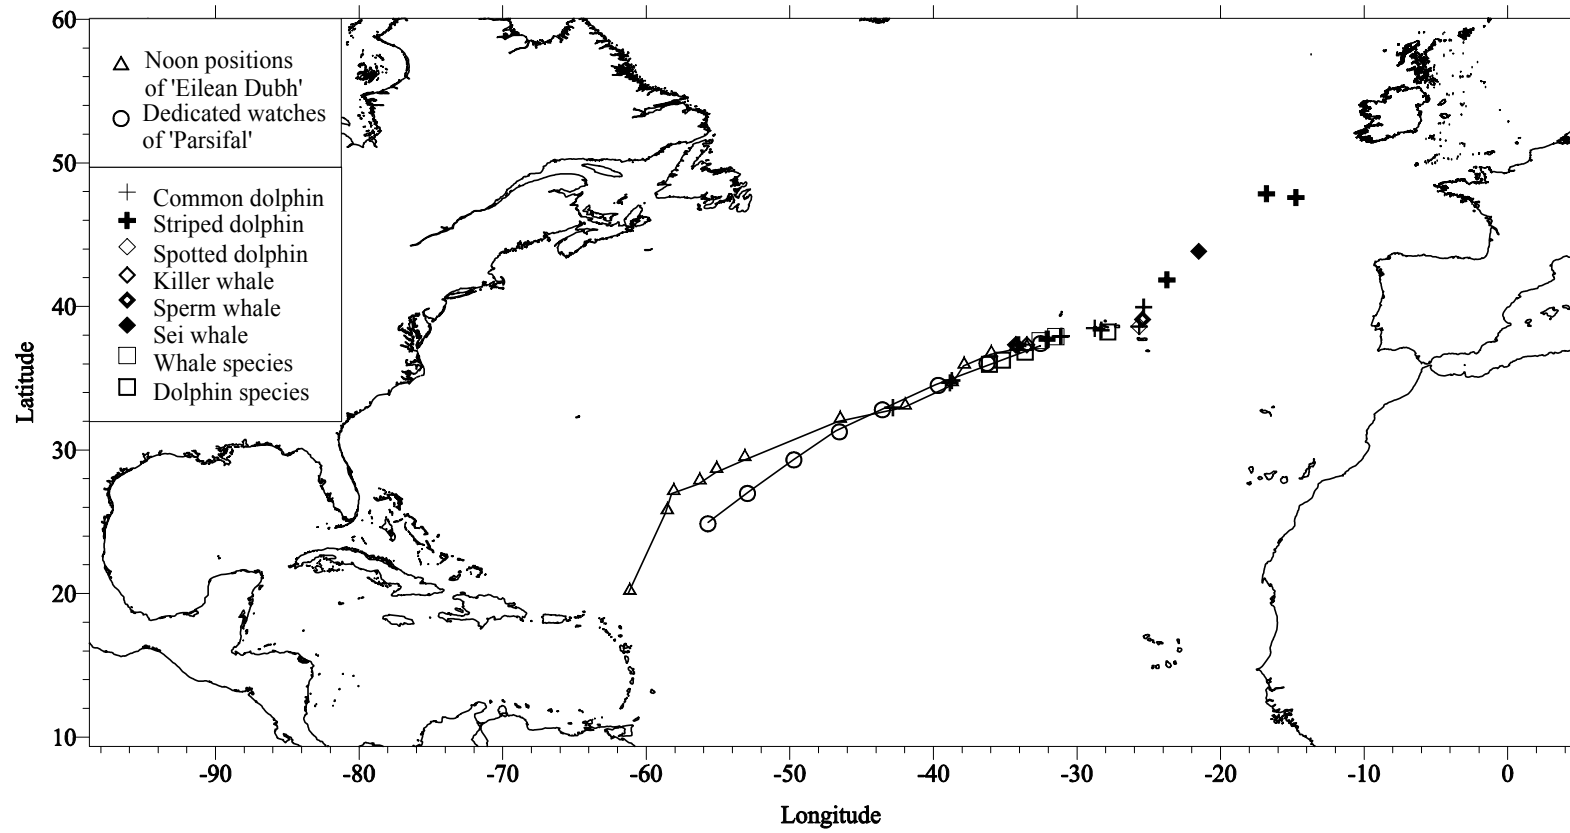 60
50
40
30
20
10
Latitude
Noon positions
of 'Eilean Dubh'
Dedicated watches
of 'Parsifal'
Common dolphin
Striped dolphin
Spotted dolphin
Killer whale
Sperm whale
Sei whale
Whale species
Dolphin species
-90 -80 -70 -60 -50 -40 -30 -20 -10 0
Longitude